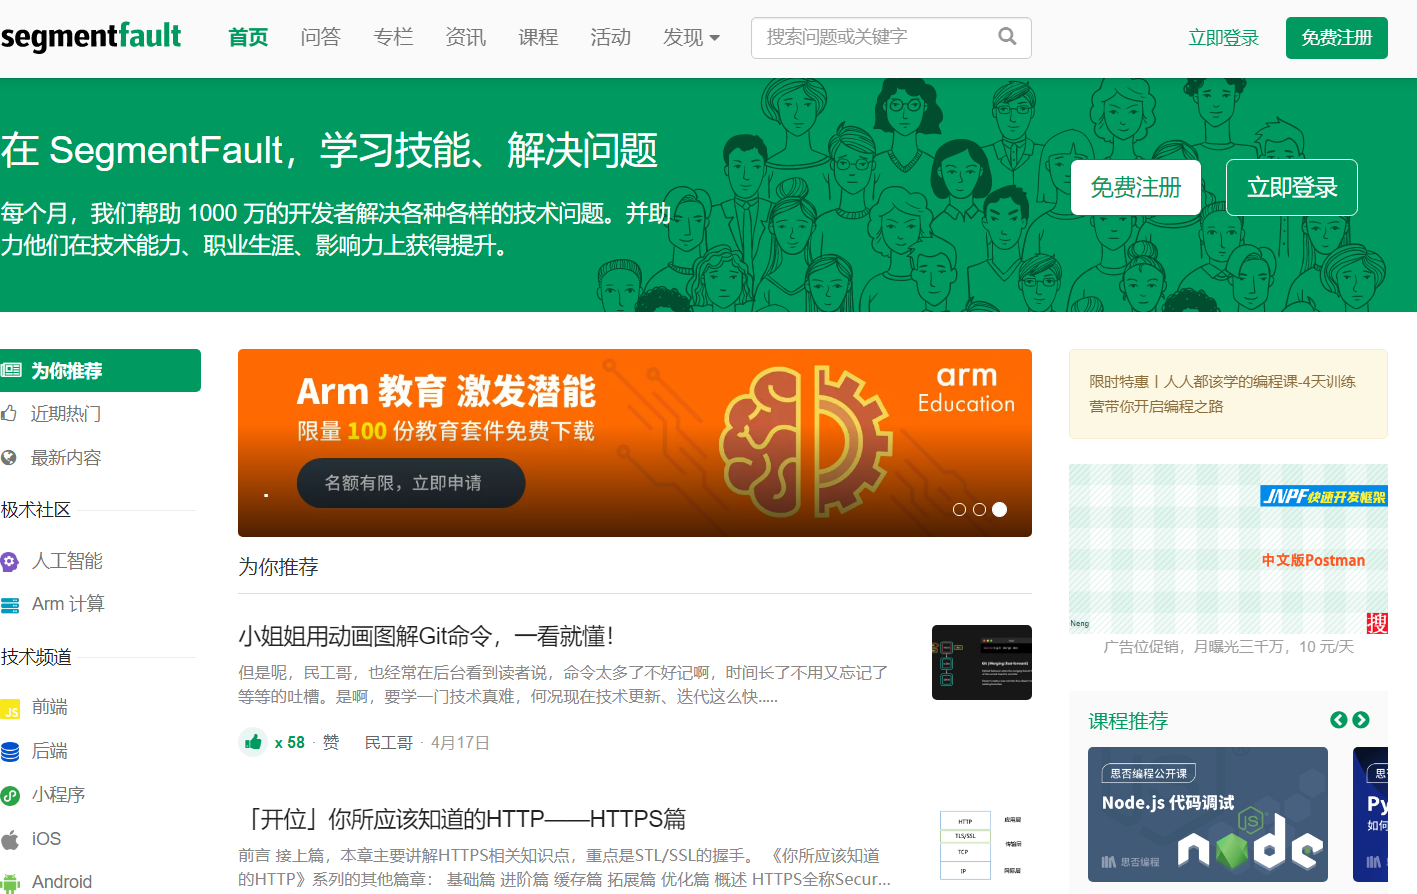 segmentfault
首页 问答 专栏 资讯 课程 活动 发现
搜索问题或关键字
立即登录 免费注册
在 SegmentFault，学习技能、解决问题
每个月，我们帮助 1000 万的开发者解决各种各样的技术问题。并助
力他们在技术能力、职业生涯、影响力上获得提升。
免费注册 立即登录
为你推荐
近期热门
最新内容
极术社区
人工智能
Arm 计算
技术频道
JS
前端
后端
小程序
iOS
Android
Arm 教育 激发潜能
限量 100 份教育套件免费下载
名额有限，立即申请
arm
Education
为你推荐
小姐姐用动画图解Git命令，一看就懂！
但是呢，民工哥，也经常在后台看到读者说，命令太多了不好记啊，时间长了不用又忘记了
等等的吐槽。是啊，要学一门技术真难，何况现在技术更新、迭代这么快.....
x 58 · 赞 民工哥 · 4月17日
「开位」你所应该知道的HTTP——HTTPS篇
前言 接上篇，本章主要讲解HTTPS相关知识点，重点是STL/SSL的握手。 《你所应该知道
的HTTP》系列的其他篇章： 基础篇 进阶篇 缓存篇 拓展篇 优化篇 概述 HTTPS全称Secur...
HTTP 应用层
TLS/SSL
传输层
TCP
IP 网际层
限时特惠丨人人都该学的编程课-4天训练
营带你开启编程之路
JNPF快速开发框架
中文版Postman
Neng
搜
广告位促销，月曝光三千万，10 元/天
课程推荐
思否编程公开课
Node.js 代码调试
思否编程
JS
node
思否
Py
如何